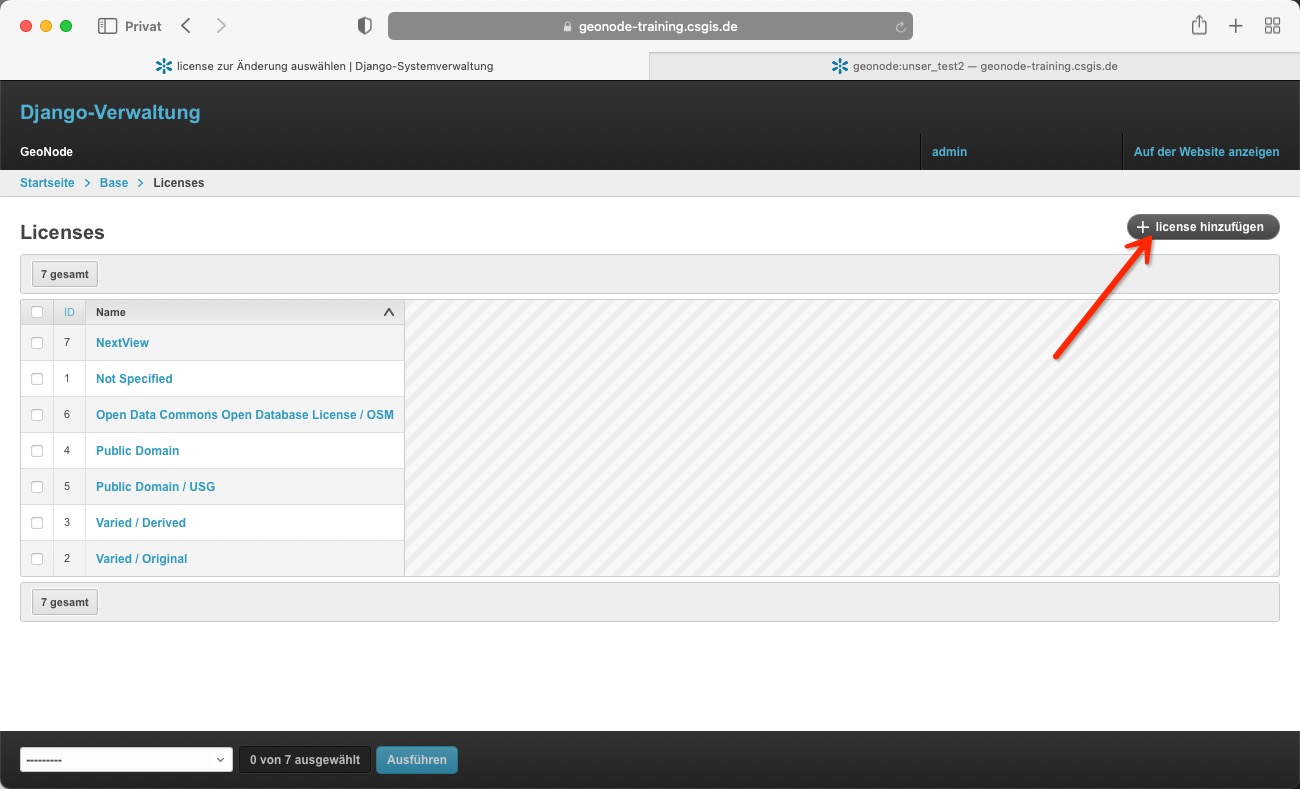 Privat
geonode-training.csgis.de
license zur Änderung auswählen | Django-Systemverwaltung
geonode:unser_test2 — geonode-training.csgis.de
Django-Verwaltung
GeoNode
admin
Auf der Website anzeigen
Startseite > Base > Licenses
Licenses
license hinzufügen
7 gesamt
ID Name
7 NextView
1 Not Specified
6 Open Data Commons Open Database License / OSM
4 Public Domain
5 Public Domain / USG
3 Varied / Derived
2 Varied / Original
7 gesamt
---------
0 von 7 ausgewählt
Ausführen